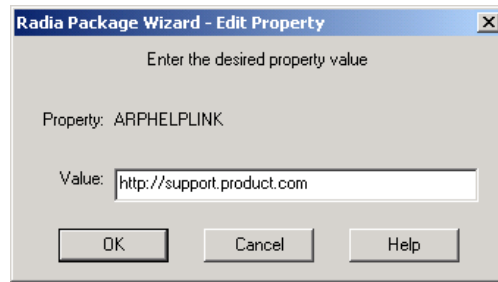 Radia Package Wizard - Edit Property
Enter the desired property value
Property: ARPHELPLINK
Value: http://support.product.com
OK Cancel Help